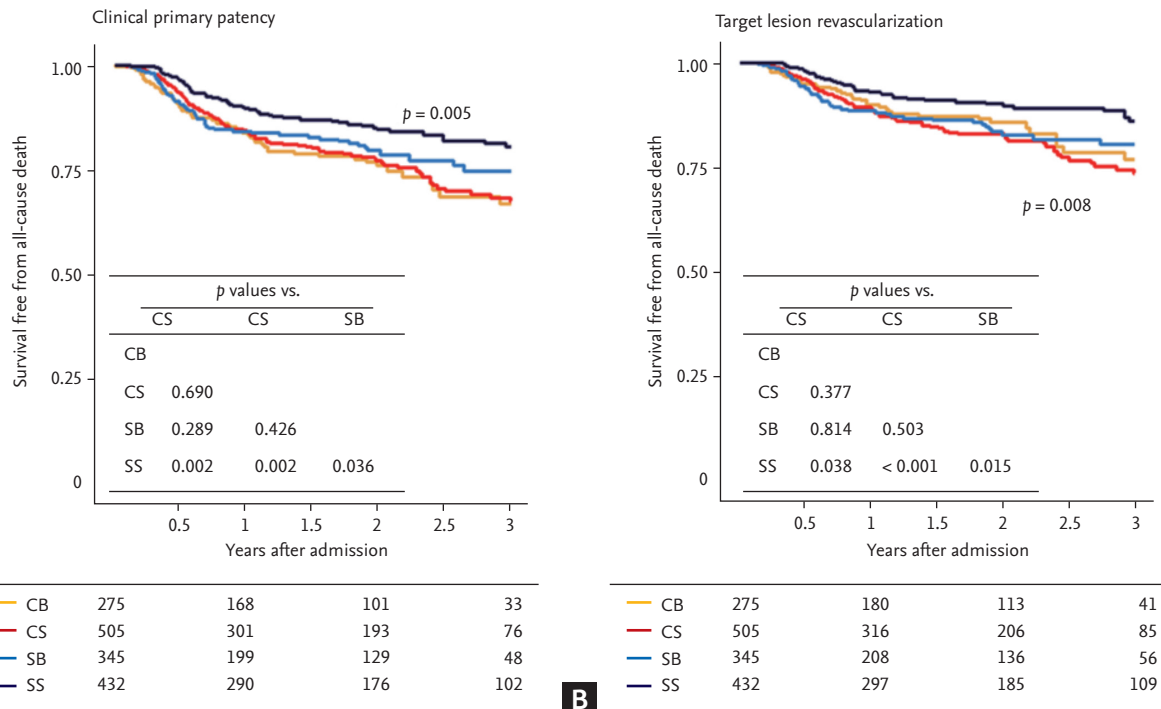 Clinical primary patency
Survival free from all-cause death
1.00
0.75
0.50
0.25
0
p = 0.005
p values vs.
CS CS SB
CB
CS 0.690
SB 0.289 0.426
SS 0.002 0.002 0.036
0.5 1 1.5 2 2.5 3
Years after admission
CB 275 168 101 33
CS 505 301 193 76
SB 345 199 129 48
SS 432 290 176 102
B
Target lesion revascularization
Survival free from all-cause death
1.00
0.75
0.50
0.25
0
p = 0.008
p values vs.
CS CS SB
CB
CS 0.377
SB 0.814 0.503
SS 0.038 < 0.001 0.015
0.5 1 1.5 2 2.5 3
Years after admission
CB 275 180 113 41
CS 505 316 206 85
SB 345 208 136 56
SS 432 297 185 109